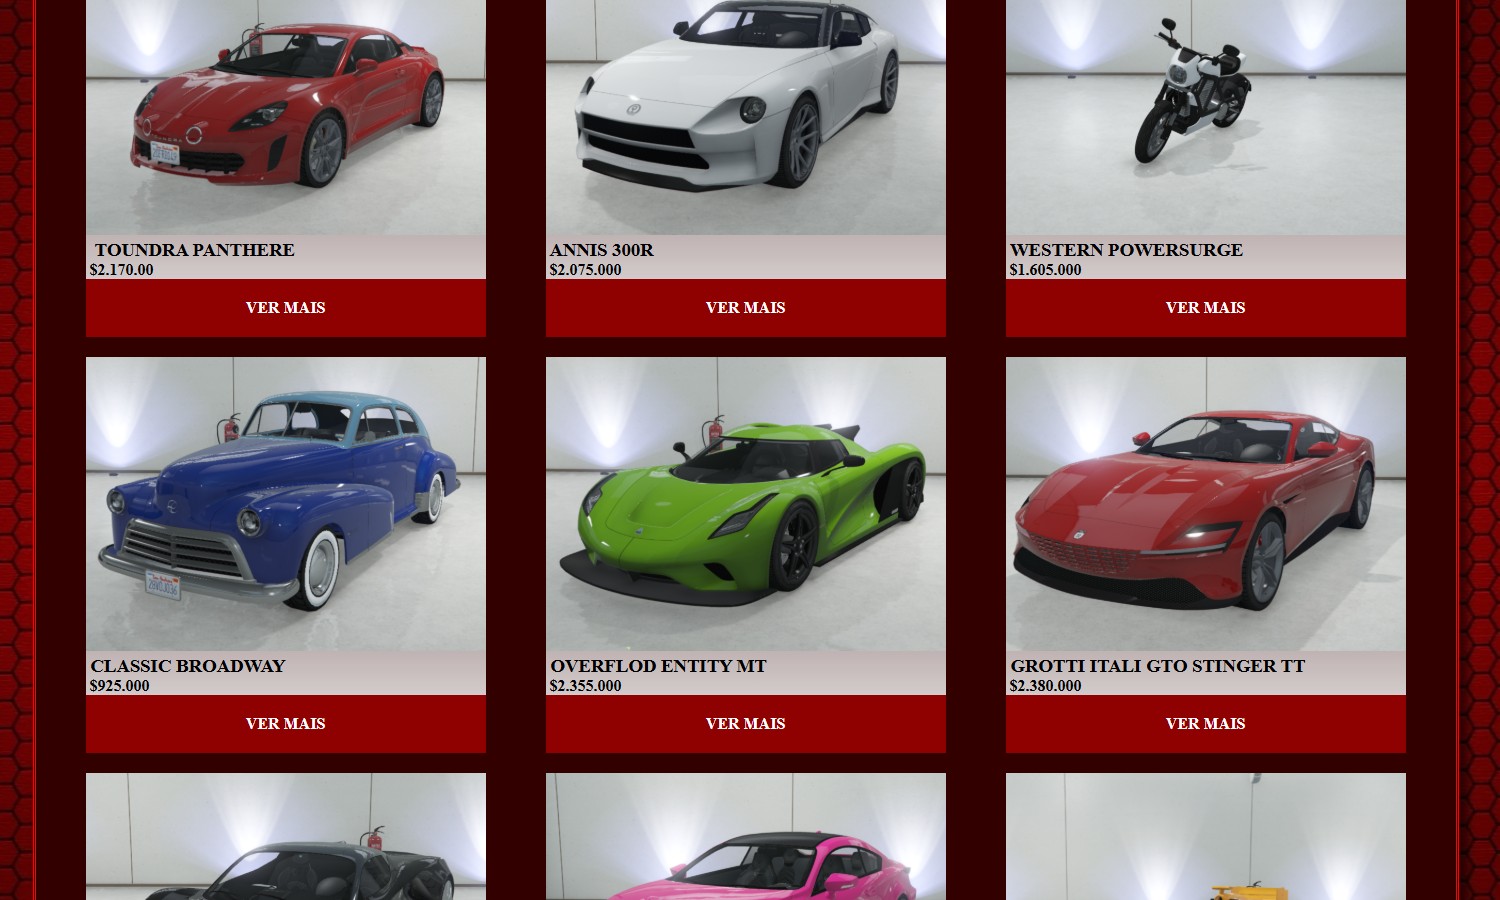 TOUNDRA PANTHERE
$2.170.00
VER MAIS
ANNIS 300R
$2.075.000
VER MAIS
WESTERN POWERSURGE
$1.605.000
VER MAIS
CLASSIC BROADWAY
$925.000
VER MAIS
OVERFLOD ENTITY MT
$2.355.000
VER MAIS
GROTTI ITALI GTO STINGER TT
$2.380.000
VER MAIS